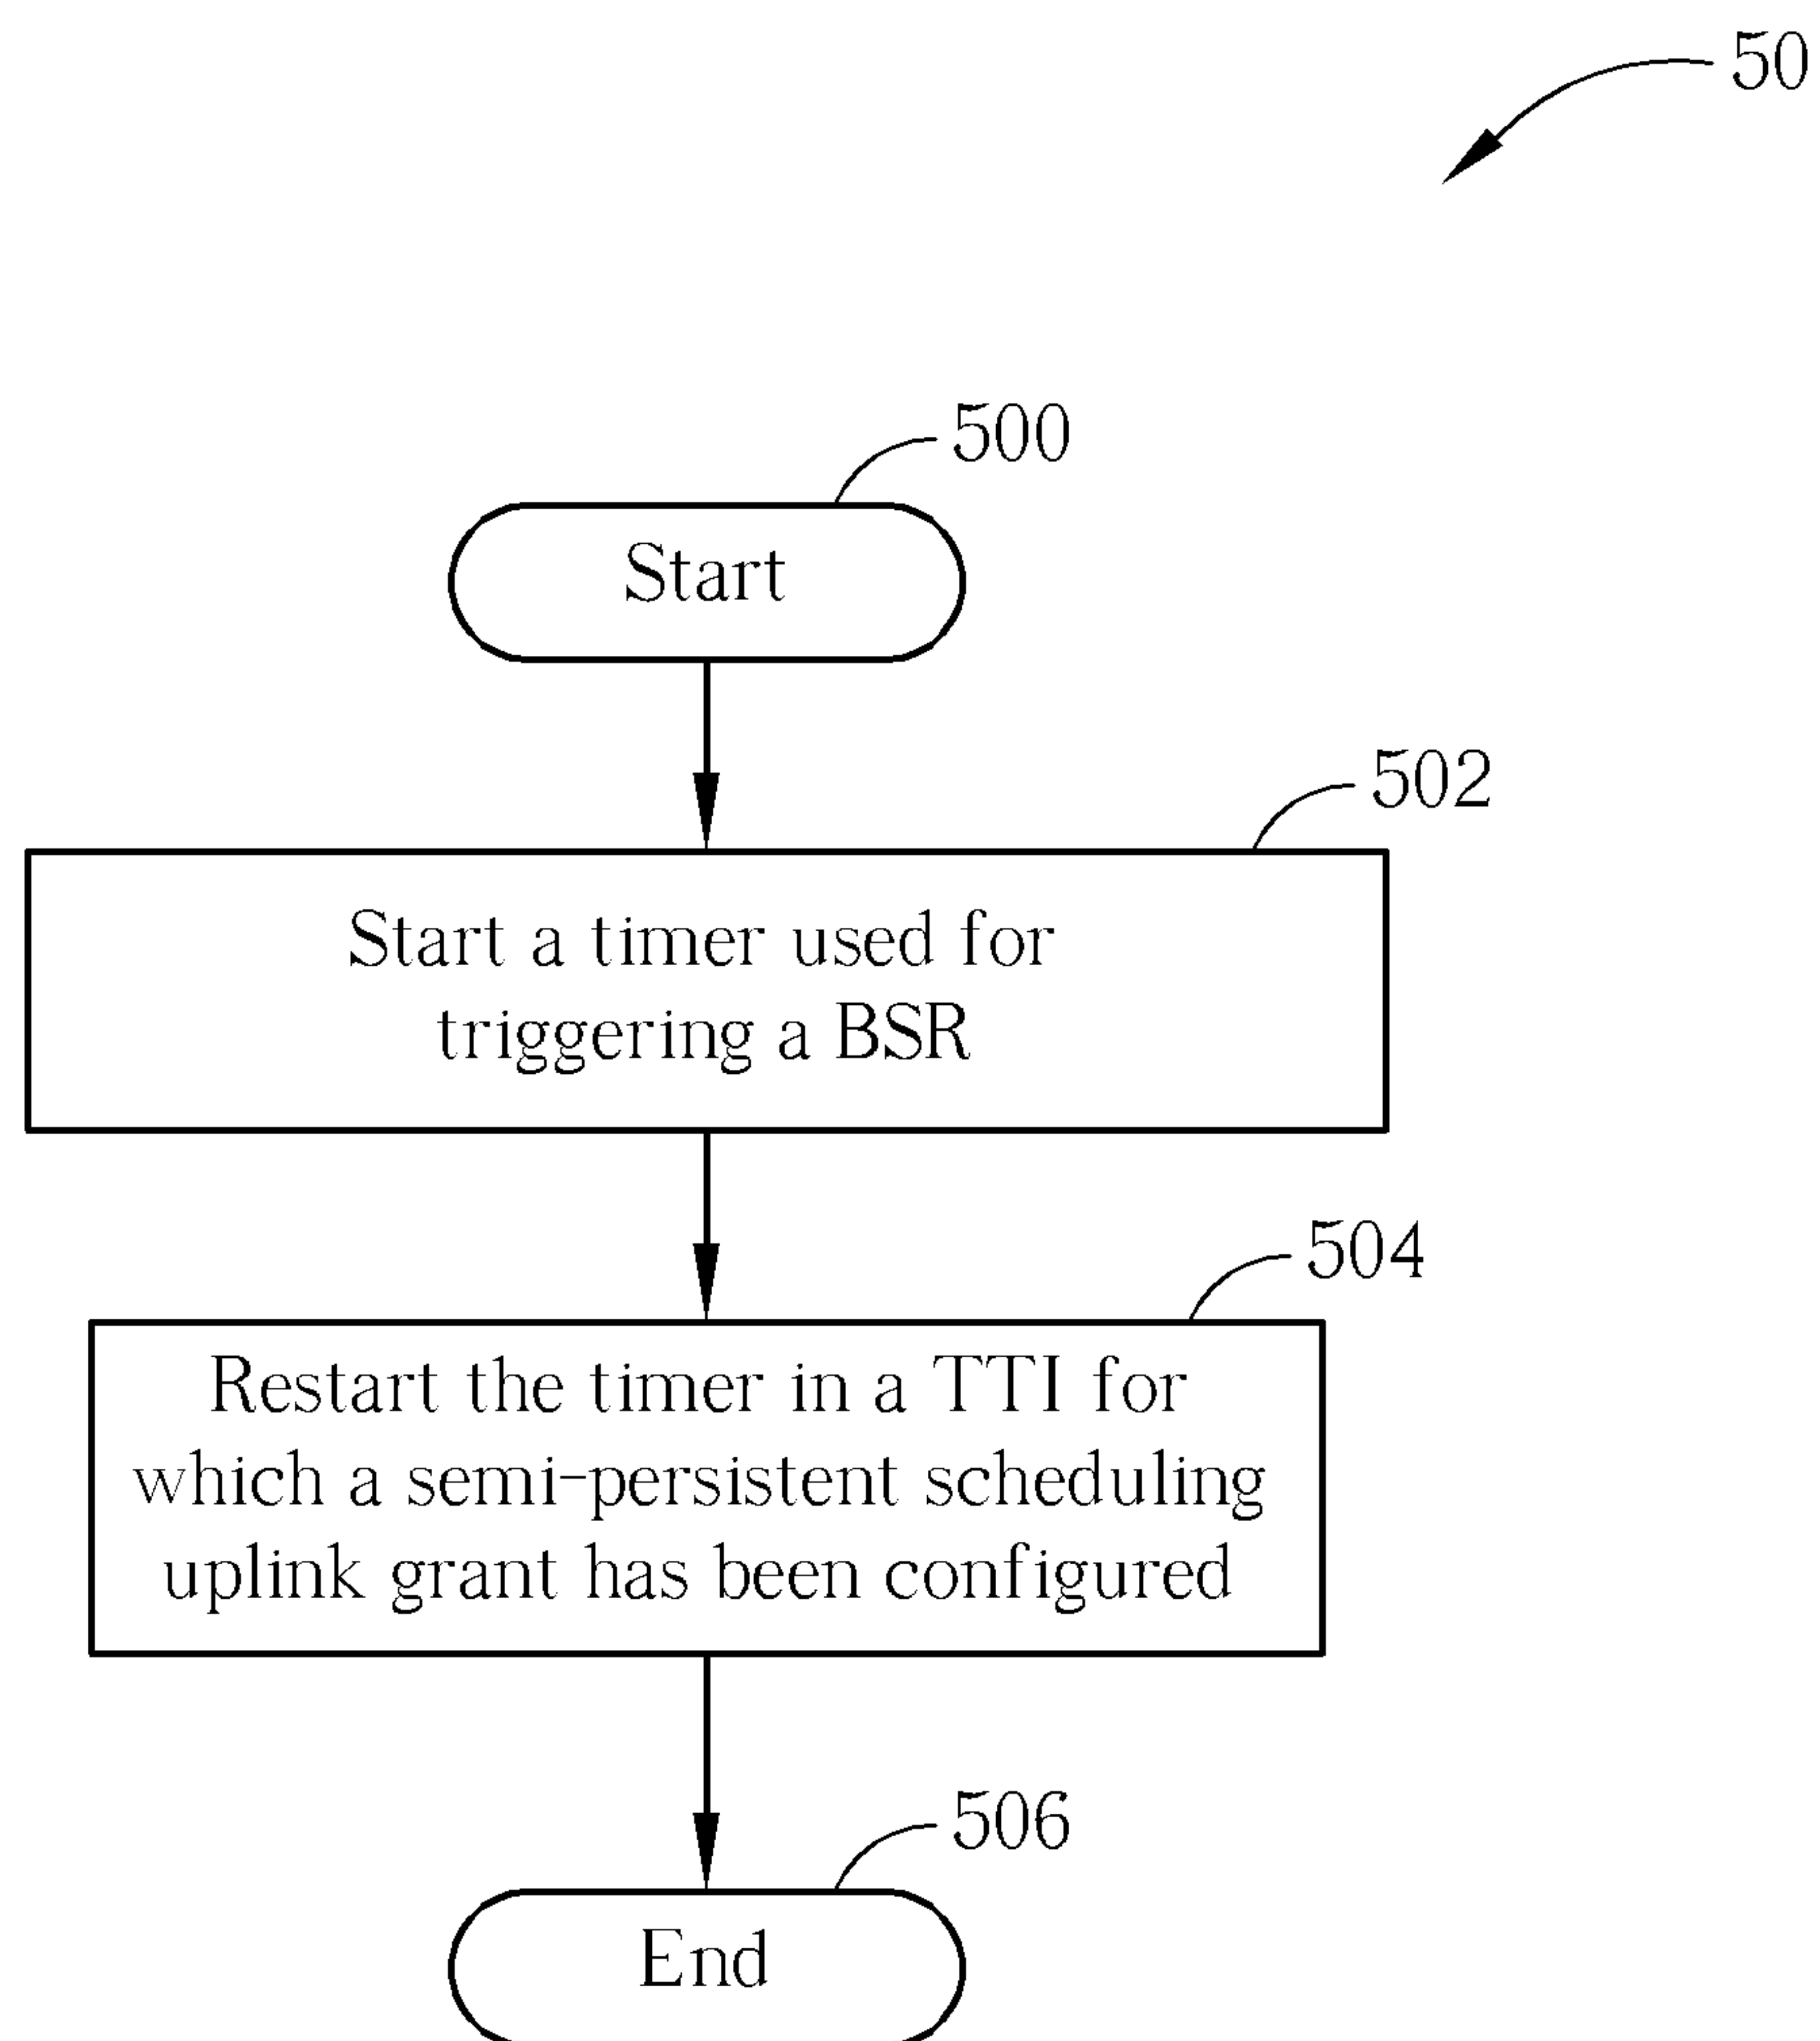 50
500
Start
502
Start a timer used for
triggering a BSR
504
Restart the timer in a TTI for
which a semi-persistent scheduling
uplink grant has been configured
506
End